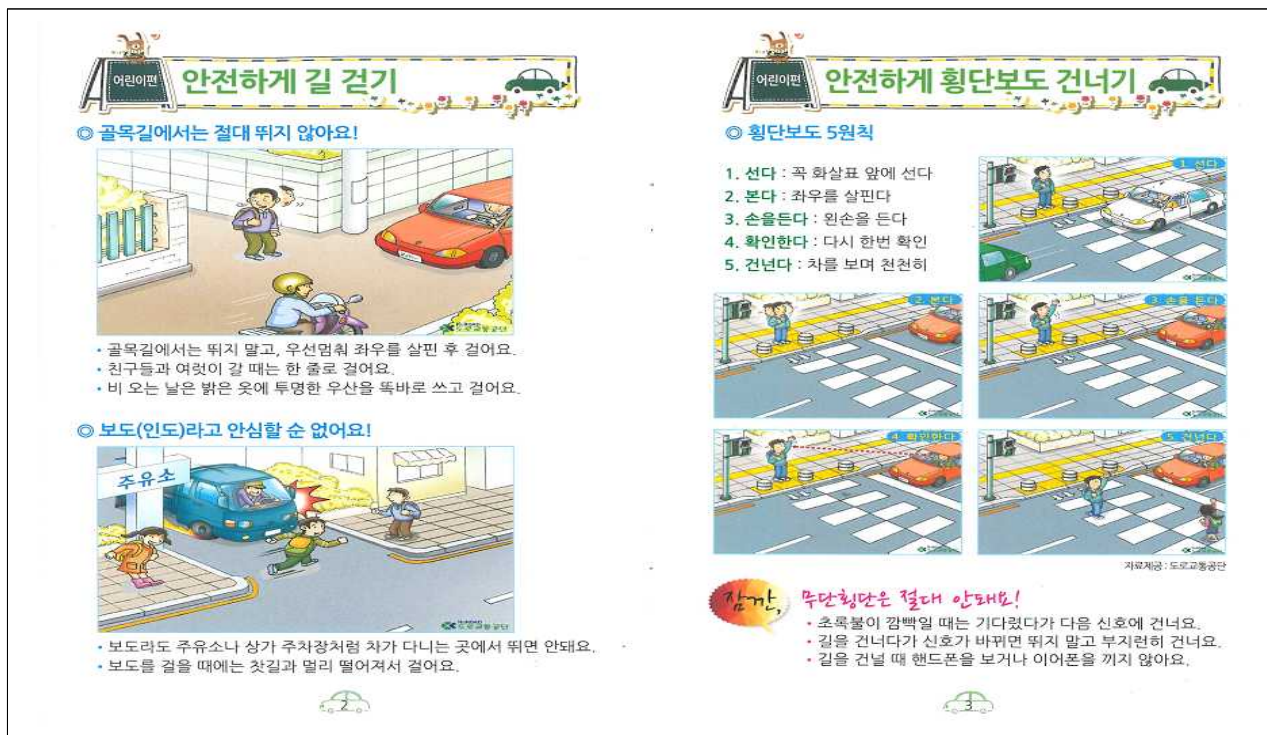 어린이편
안전하게 길 걷기
◎ 골목길에서는 절대 뛰지 않아요!
도로교통공단
• 골목길에서는 뛰지 말고, 우선멈춰 좌우를 살핀 후 걸어요.
• 친구들과 여럿이 갈 때는 한 줄로 걸어요.
• 비 오는 날은 밝은 옷에 투명한 우산을 똑바로 쓰고 걸어요.
◎ 보도(인도)라고 안심할 순 없어요!
주유소
도로교통공단
• 보도라도 주유소나 상가 주차장처럼 차가 다니는 곳에서 뛰면 안돼요.
• 보도를 걸을 때에는 찻길과 멀리 떨어져서 걸어요.
2
어린이편
안전하게 횡단보도 건너기
◎ 횡단보도 5원칙
1. 선다 : 꼭 화살표 앞에 선다
2. 본다 : 좌우를 살핀다
3. 손을든다 : 왼손을 든다
4. 확인한다 : 다시 한번 확인
5. 건넌다 : 차를 보며 천천히
1. 선다
2. 본다
3. 손을 든다
4. 확인한다
5. 건넌다
자료제공 : 도로교통공단
잠깐,
무단횡단은 절대 안돼요!
• 초록불이 깜빡일 때는 기다렸다가 다음 신호에 건너요.
• 길을 건너다가 신호가 바뀌면 뛰지 말고 부지런히 건너요.
• 길을 건널 때 핸드폰을 보거나 이어폰을 끼지 않아요.
3